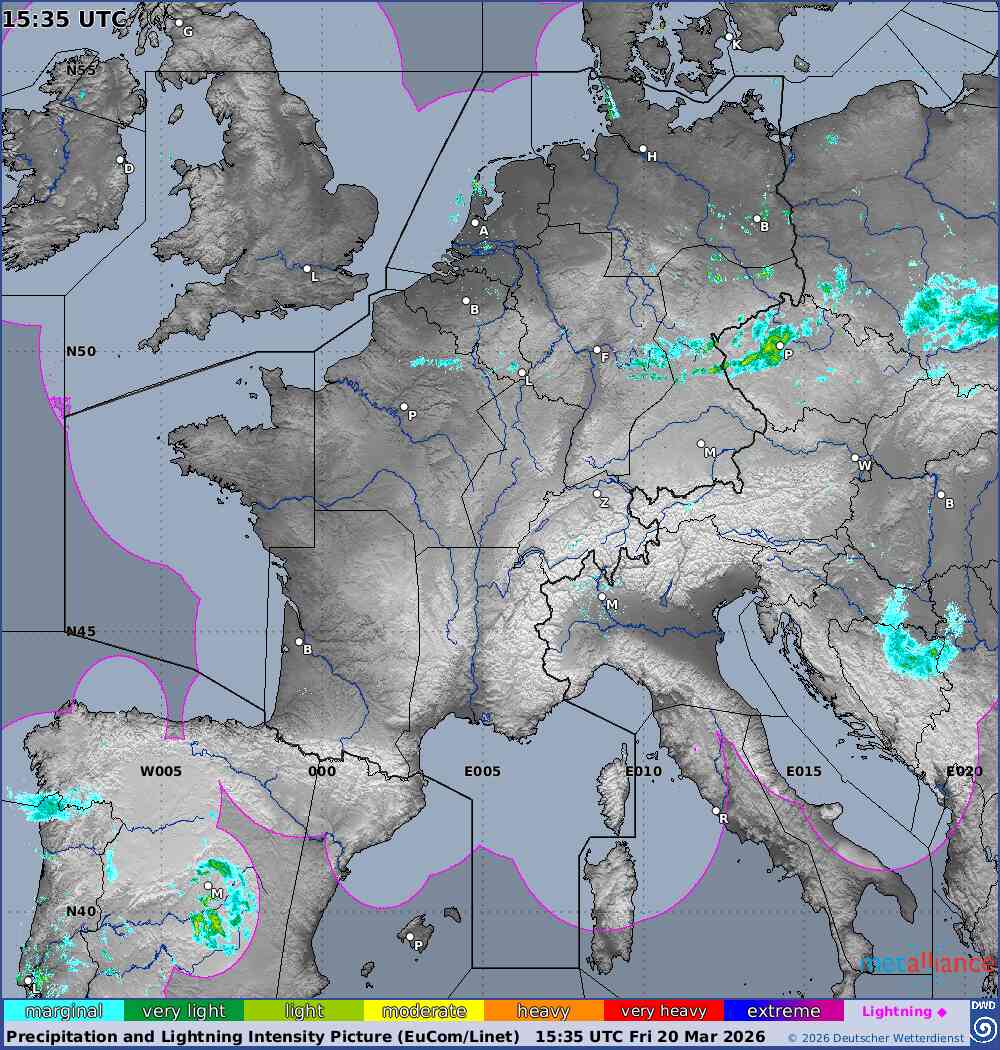 15:35 UTC
G
K
N55
H
D
A
B
L
B
N50
F
P
L
P
M
W
Z
B
M
N45
B
W005
000
E005
E010
E015
E020
R
M
N40
P
metalliance
L
marginal
very light
light
moderate
heavy
very heavy
extreme
Lightning ◆
DWD
Precipitation and Lightning Intensity Picture (EuCom/Linet) 15:35 UTC Fri 20 Mar 2026 © 2026 Deutscher Wetterdienst